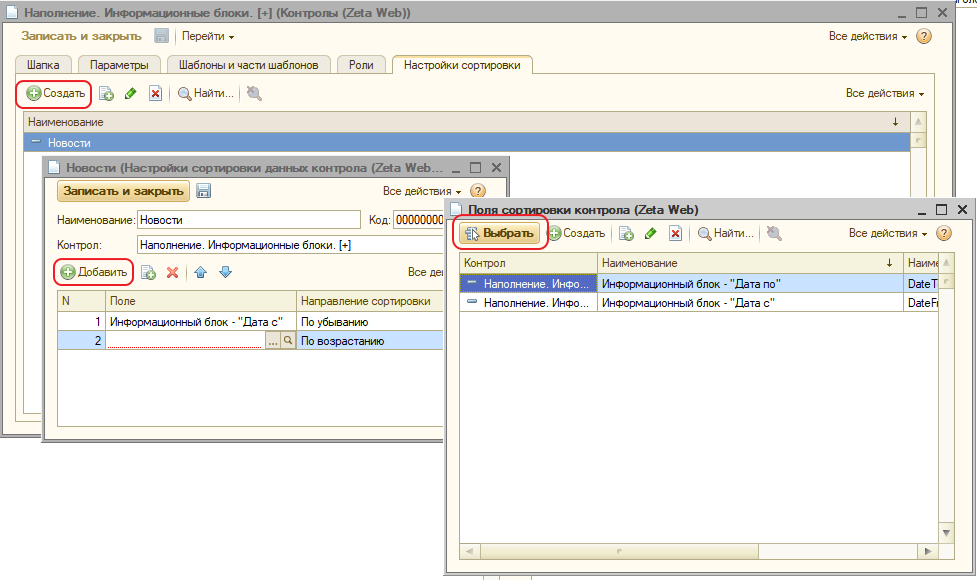 Наполнение. Информационные блоки. [+] (Контролы (Zeta Web))
Записать и закрыть Перейти Все действия
Шапка Параметры Шаблоны и части шаблонов Роли Настройки сортировки
Создать Найти... Все действия
Наименование
Новости
Новости (Настройки сортировки данных контрола (Zeta Web...
Записать и закрыть Все действия
Наименование: Новости Код: 00000000
Контрол: Наполнение. Информационные блоки. [+]
Добавить Все дей
N Поле Направление сортировки
1 Информационный блок - "Дата с" По убыванию
2 ... По возрастанию
Поля сортировки контрола (Zeta Web)
Выбрать Создать Найти... Все действия
Контрол Наименование Наиме
Наполнение. Инфо... Информационный блок - "Дата по" DateT
Наполнение. Инфо... Информационный блок - "Дата с" DateFr